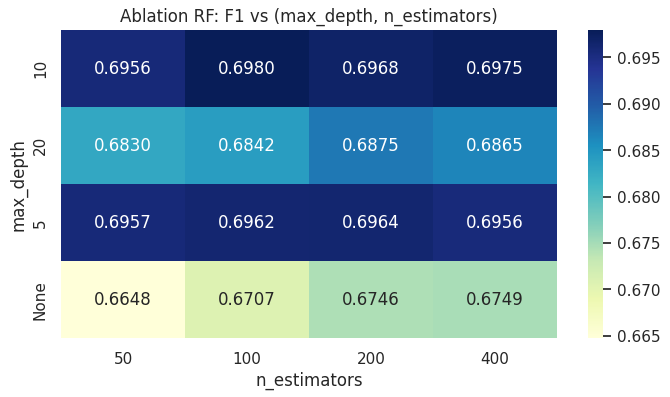 Ablation RF: F1 vs (max_depth, n_estimators)
max_depth
10 0.6956 0.6980 0.6968 0.6975
20 0.6830 0.6842 0.6875 0.6865
5 0.6957 0.6962 0.6964 0.6956
None 0.6648 0.6707 0.6746 0.6749
50 100 200 400
n_estimators
0.695
0.690
0.685
0.680
0.675
0.670
0.665